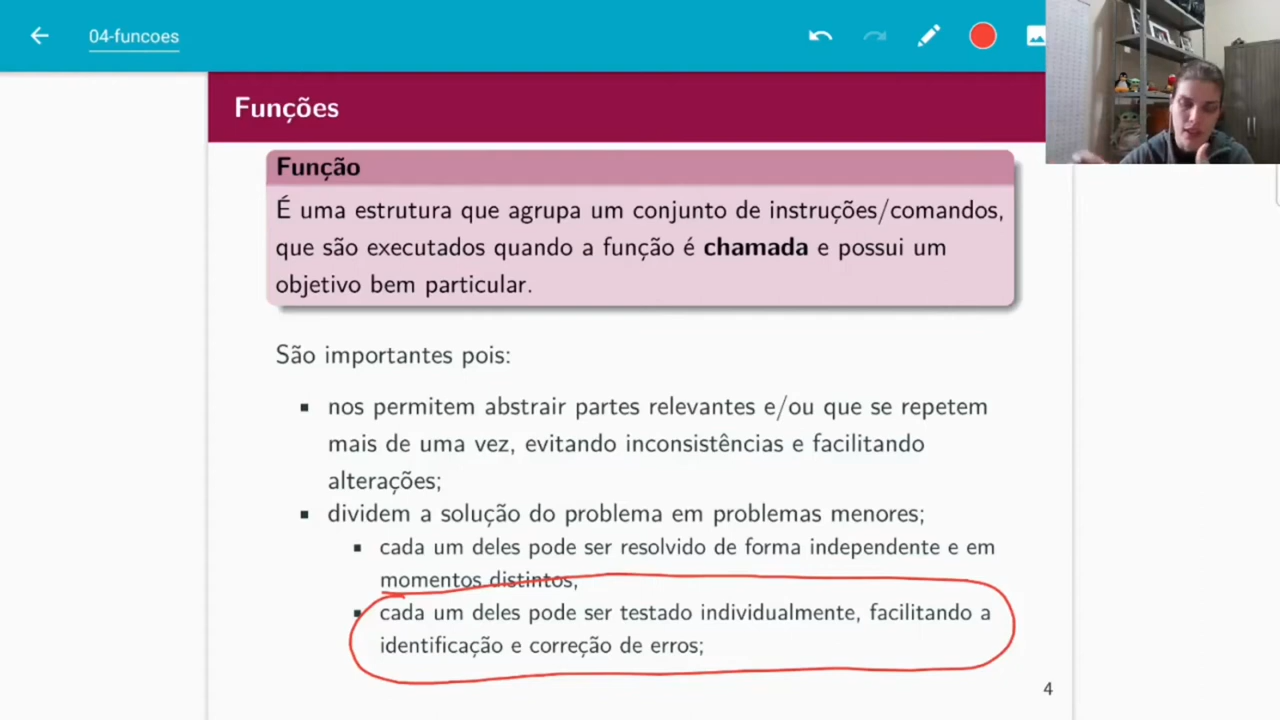 04-funcoes
Funções
Função
É uma estrutura que agrupa um conjunto de instruções/comandos,
que são executados quando a função é chamada e possui um
objetivo bem particular.
São importantes pois:
nos permitem abstrair partes relevantes e/ou que se repetem
mais de uma vez, evitando inconsistências e facilitando
alterações;
dividem a solução do problema em problemas menores;
cada um deles pode ser resolvido de forma independente e em
momentos distintos,
cada um deles pode ser testado individualmente, facilitando a
identificação e correção de erros;
4